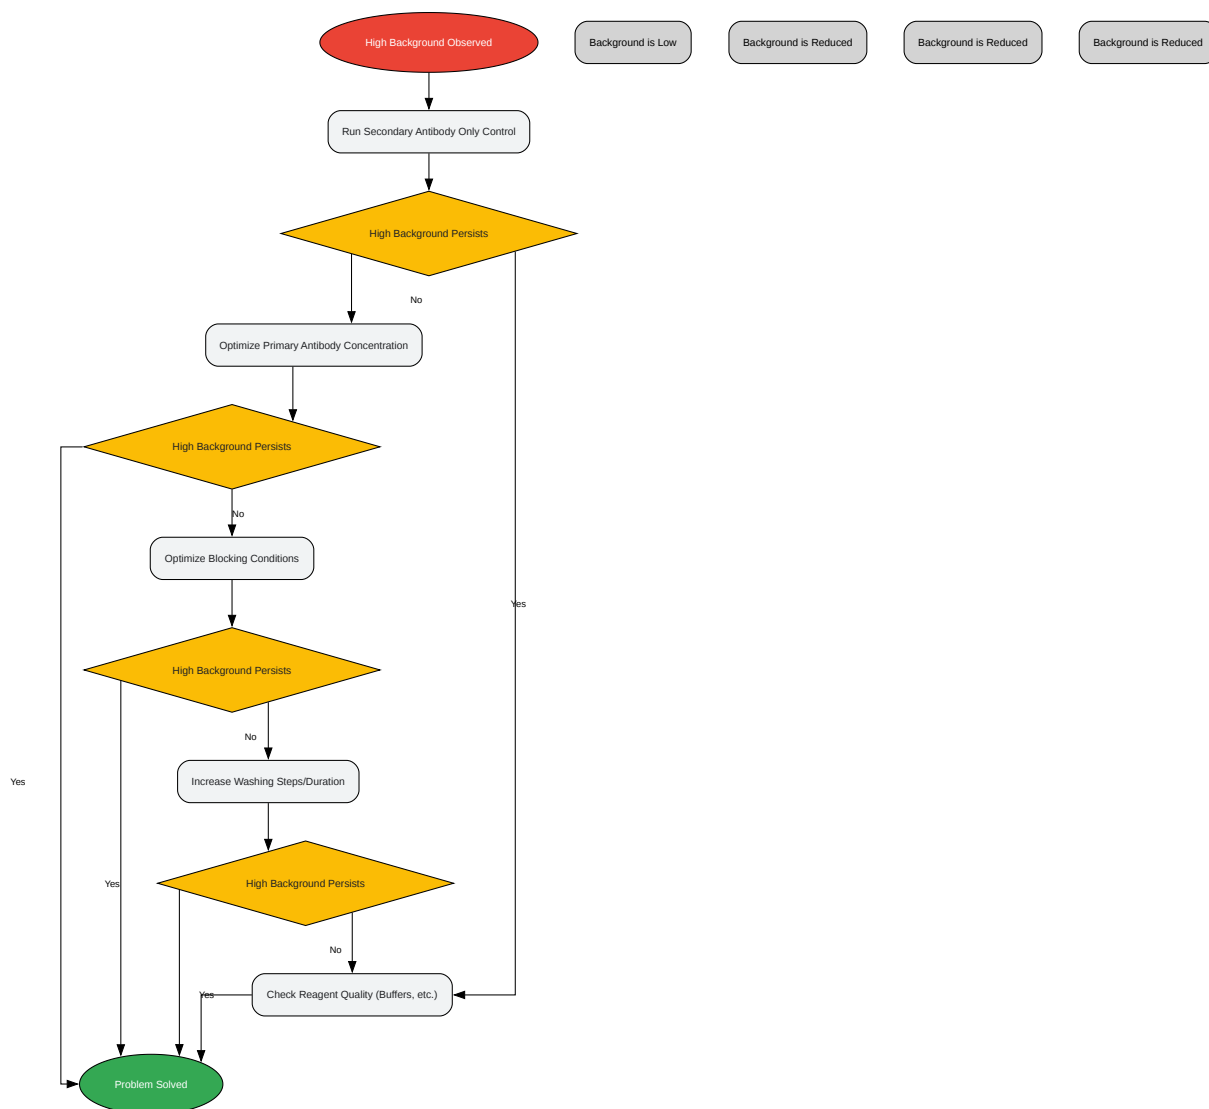 High Background Observed
Background is Low
Background is Reduced
Background is Reduced
Background is Reduced
Run Secondary Antibody Only Control
High Background Persists
No
Optimize Primary Antibody Concentration
High Background Persists
No
Optimize Blocking Conditions
Yes
High Background Persists
No
Increase Washing Steps/Duration
Yes
High Background Persists
Yes
No
Check Reagent Quality (Buffers, etc.)
Yes
Problem Solved